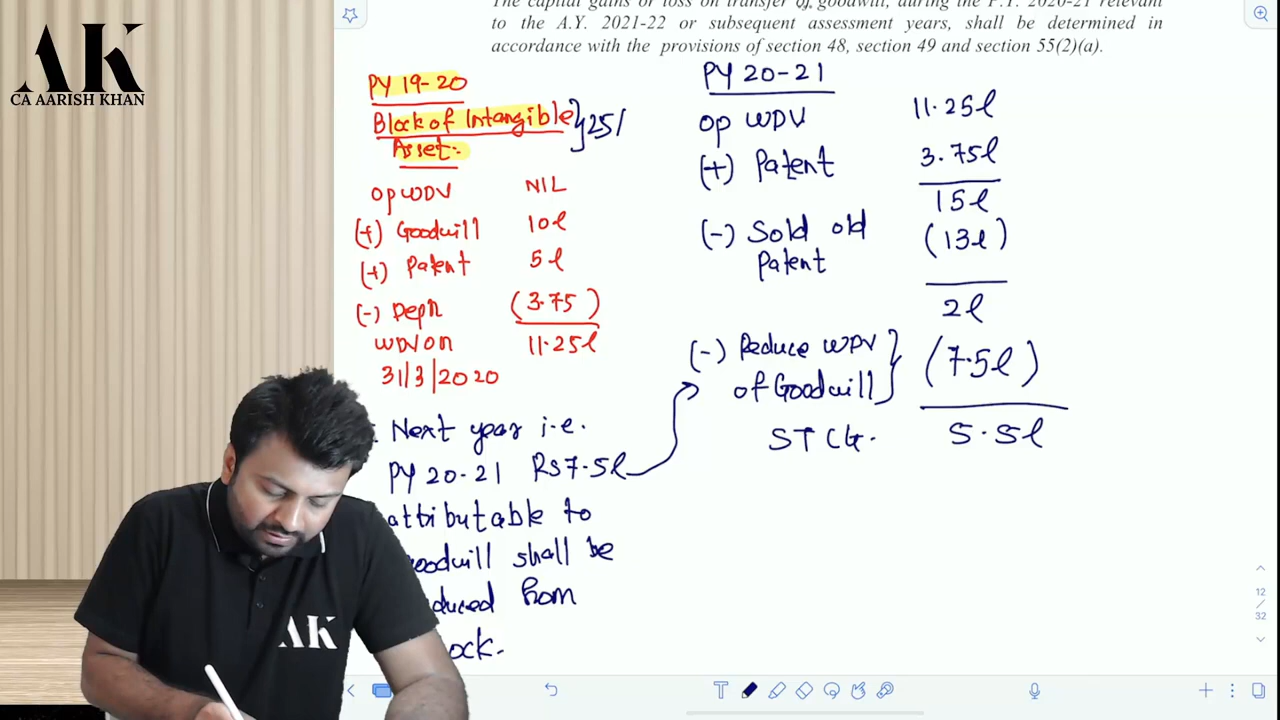 The capital gains or loss on transfer of goodwill, during the P.Y. 2020-21 relevant
to the A.Y. 2021-22 or subsequent assessment years, shall be determined in
accordance with the provisions of section 48, section 49 and section 55(2)(a).
AK
CA AARISH KHAN
PY 19-20
Block of Intangible } 25%
Asset:-
Op WDV NIL
(+) Goodwill 10l
(+) Patent 5l
(-) Depn (3.75)
WDV on 11.25l
31/3/2020
Next year i.e.
PY 20-21 Rs 7.5l
attributable to
shall be
from
PY 20-21
op WDV 11.25l
(+) Patent 3.75l
15l
(-) Sold old (13l)
Patent
2l
(-) Reduce WDV } (7.5l)
of Goodwill
STCG. 5.5l
AK
12
/
32
T